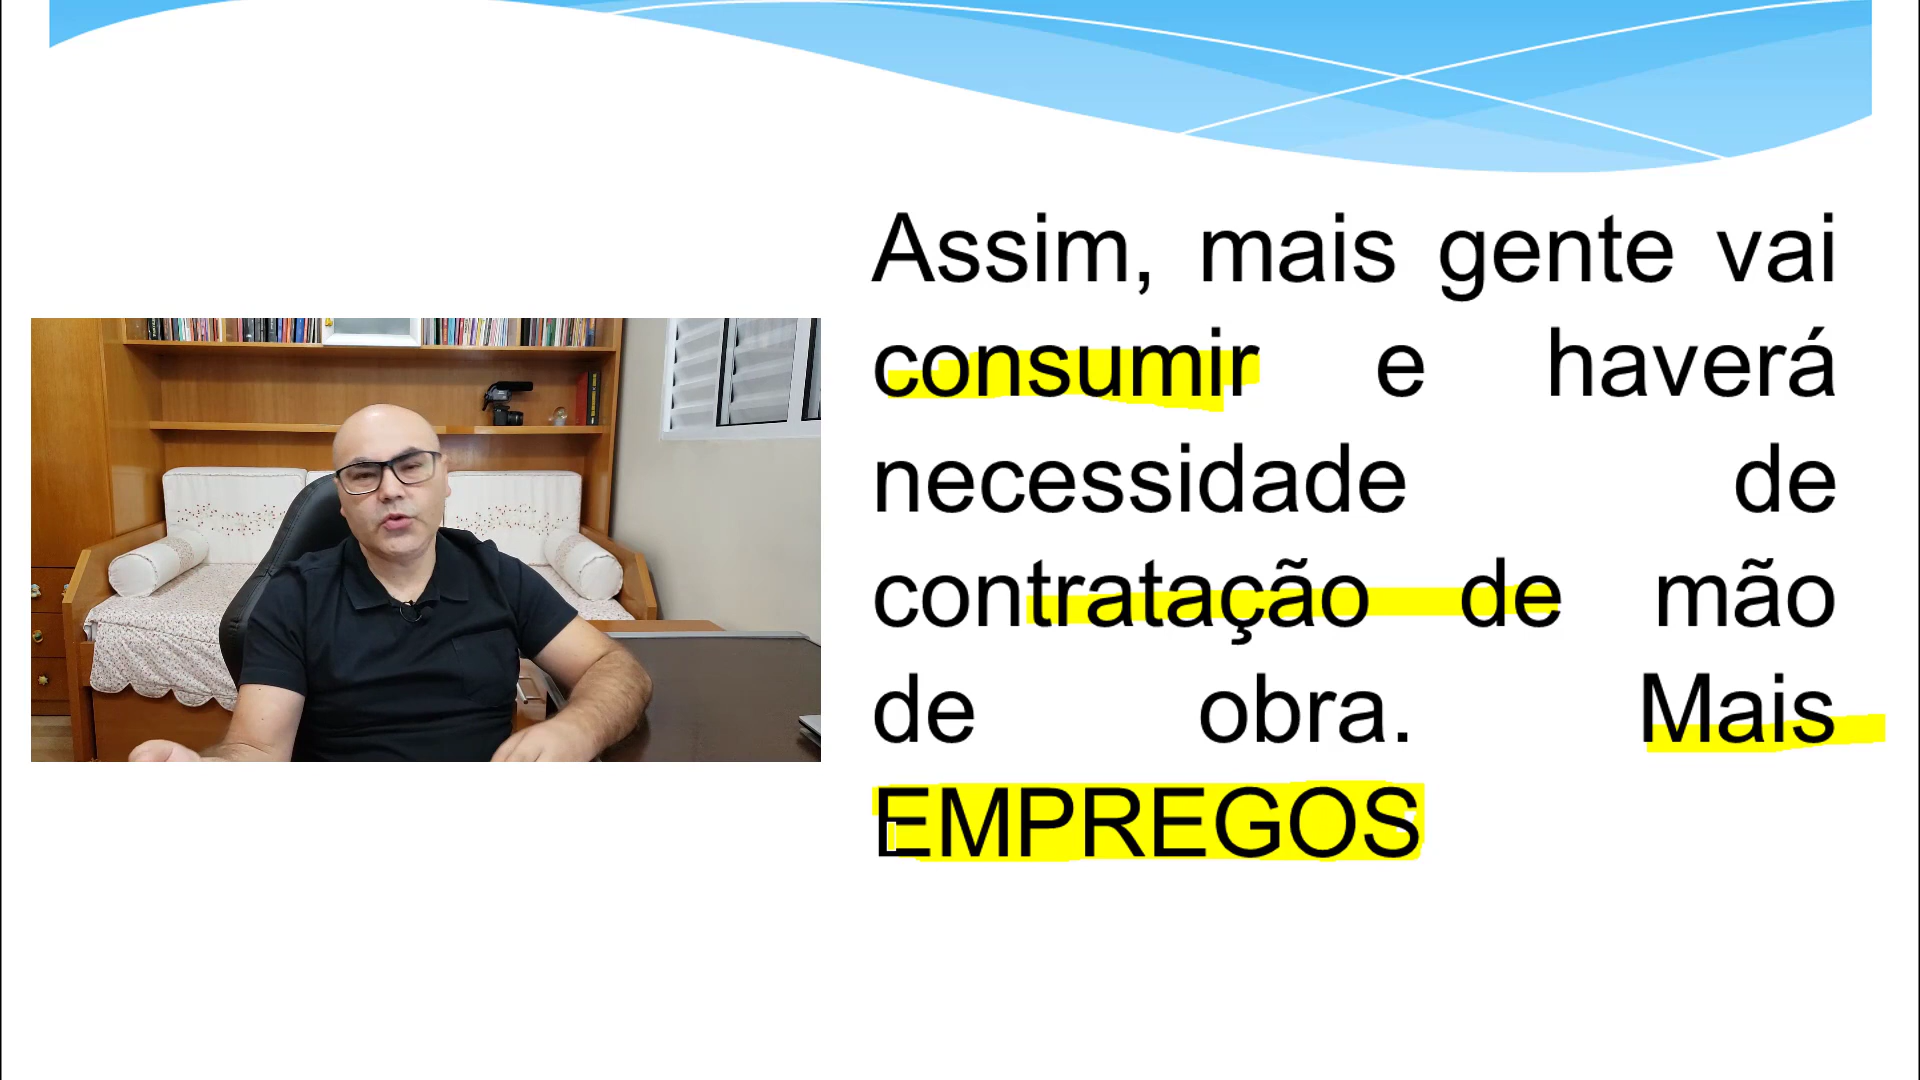 Assim, mais gente vai
consumir e haverá
necessidade de
contratação de mão
de obra. Mais
EMPREGOS